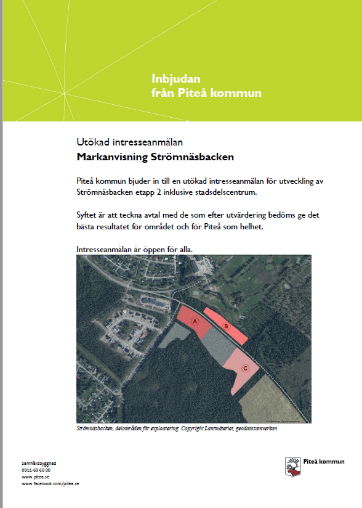 Inbjudan
från Piteå kommun
Utökad intresseanmälan
Markanvisning Strömnäsbacken
Piteå kommun bjuder in till en utökad intresseanmälan för utveckling av
Strömnäsbacken etapp 2 inklusive stadsdelscentrum.
Syftet är att teckna avtal med de som efter utvärdering bedöms ge det
bästa resultatet för området och för Piteå som helhet.
Intresseanmälan är öppen för alla.
A
B
C
Strömnäsbacken, delområden för exploatering. Copyright Lantmäteriet, geodatasamverkan
samhällsbyggnad
0911-69 60 00
www.pitea.se
www.facebook.com/pitea.se
Piteå kommun